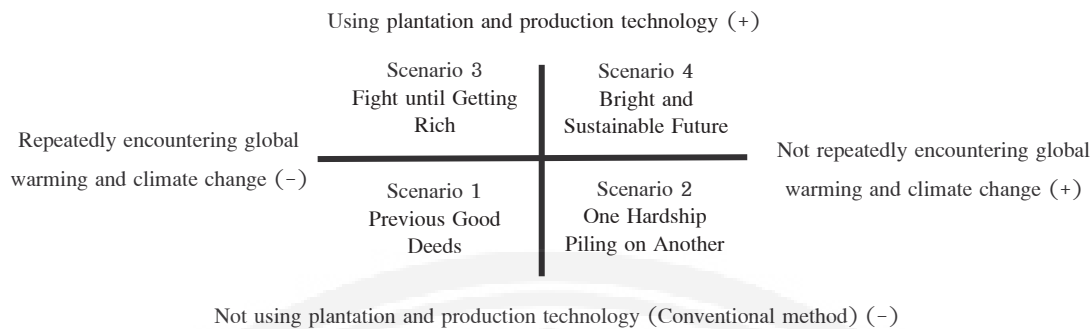 Using plantation and production technology (+)
Scenario 3
Fight until Getting
Rich
Scenario 4
Bright and
Sustainable Future
Repeatedly encountering global
warming and climate change (-)
Not repeatedly encountering global
warming and climate change (+)
Scenario 1
Previous Good
Deeds
Scenario 2
One Hardship
Piling on Another
Not using plantation and production technology (Conventional method) (-)